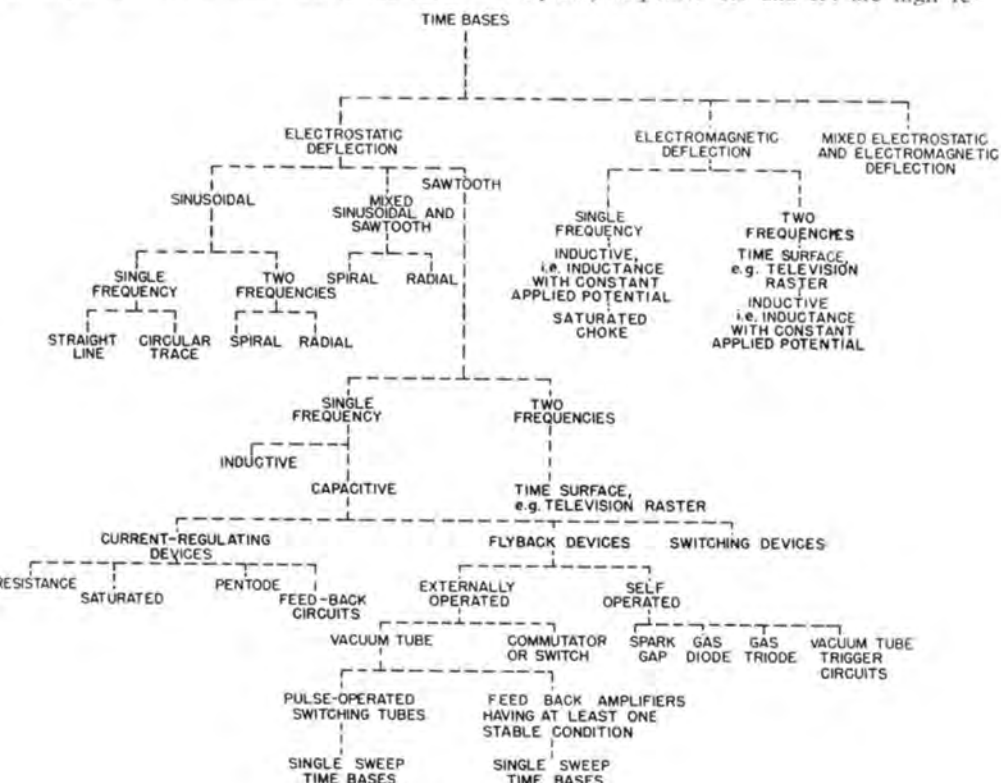 TIME BASES
ELECTROSTATIC
DEFLECTION
ELECTROMAGNETIC
DEFLECTION
MIXED ELECTROSTATIC
AND ELECTROMAGNETIC
DEFLECTION
SINUSOIDAL
MIXED
SINUSOIDAL AND
SAWTOOTH
SAWTOOTH
SINGLE
FREQUENCY
TWO
FREQUENCIES
SPIRAL
RADIAL
STRAIGHT
LINE
CIRCULAR
TRACE
SPIRAL
RADIAL
SINGLE
FREQUENCY
INDUCTIVE,
i.e. INDUCTANCE
WITH CONSTANT
APPLIED POTENTIAL
SATURATED
CHOKE
TWO
FREQUENCIES
TIME SURFACE,
e.g. TELEVISION
RASTER
INDUCTIVE
i.e. INDUCTANCE
WITH CONSTANT
APPLIED POTENTIAL
SINGLE
FREQUENCY
TWO
FREQUENCIES
INDUCTIVE
CAPACITIVE
TIME SURFACE,
e.g. TELEVISION RASTER
CURRENT-REGULATING
DEVICES
FLYBACK DEVICES
SWITCHING DEVICES
RESISTANCE
SATURATED
PENTODE
FEED-BACK
CIRCUITS
EXTERNALLY
OPERATED
SELF
OPERATED
VACUUM TUBE
COMMUTATOR
OR SWITCH
SPARK
GAP
GAS
DIODE
GAS
TRIODE
VACUUM TUBE
TRIGGER
CIRCUITS
PULSE-OPERATED
SWITCHING TUBES
FEED BACK AMPLIFIERS
HAVING AT LEAST ONE
STABLE CONDITION
SINGLE SWEEP
TIME BASES
SINGLE SWEEP
TIME BASES